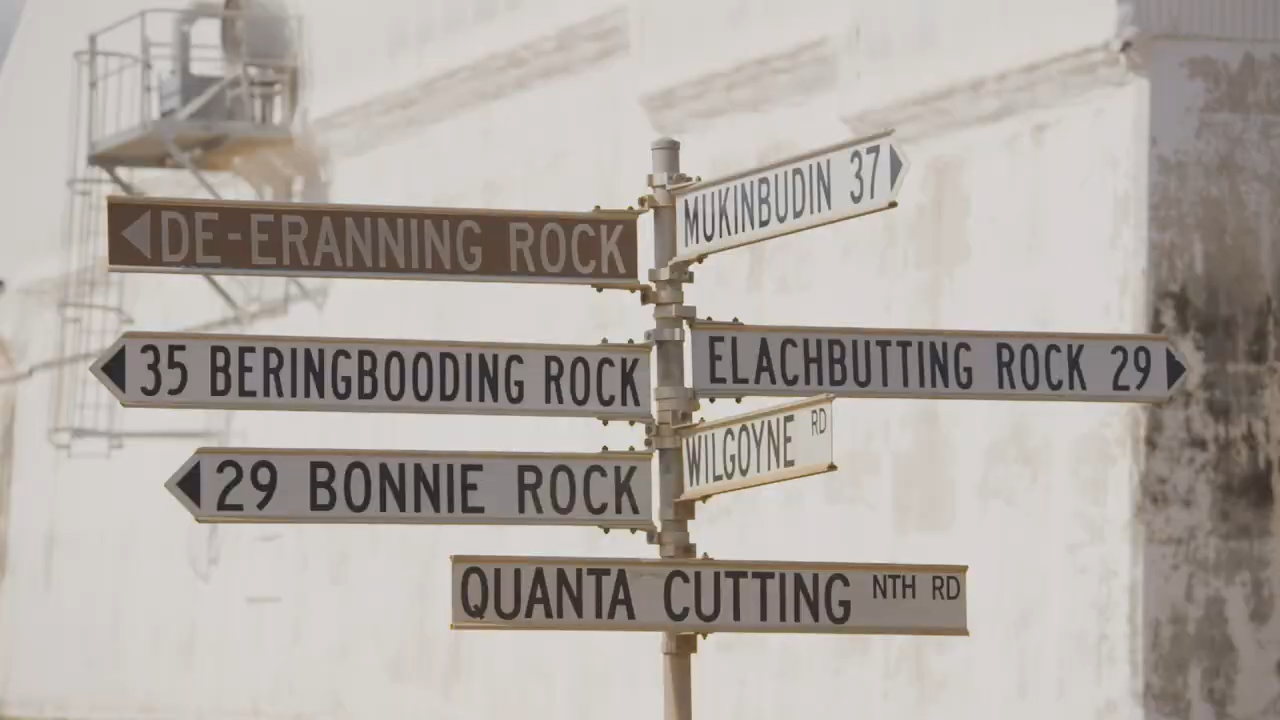 MUKINBUDIN 37
DE-ERANNING ROCK
ELACHBUTTING ROCK 29
35 BERINGBOODING ROCK
WILGOYNE RD
29 BONNIE ROCK
QUANTA CUTTING NTH RD